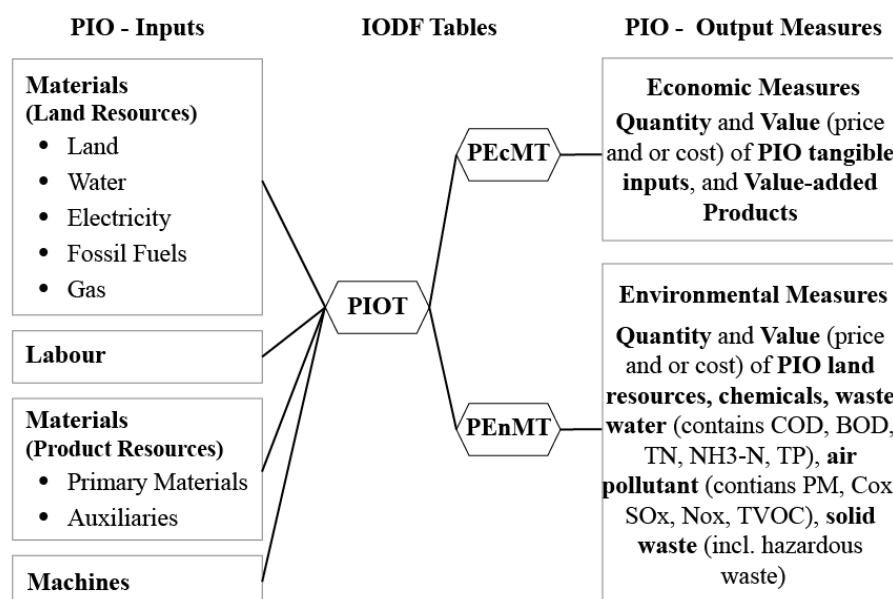 PIO - Inputs
IODF Tables
PIO - Output Measures
Materials
(Land Resources)
• Land
• Water
• Electricity
• Fossil Fuels
• Gas
Labour
Materials
(Product Resources)
• Primary Materials
• Auxiliaries
Machines
PIOT
PEcMT
PEnMT
Economic Measures
Quantity and Value (price
and or cost) of PIO tangible
inputs, and Value-added
Products
Environmental Measures
Quantity and Value (price
and or cost) of PIO land
resources, chemicals, waste
water (contains COD, BOD,
TN, NH3-N, TP), air
pollutant (contians PM, Cox
SOx, Nox, TVOC), solid
waste (incl. hazardous
waste)